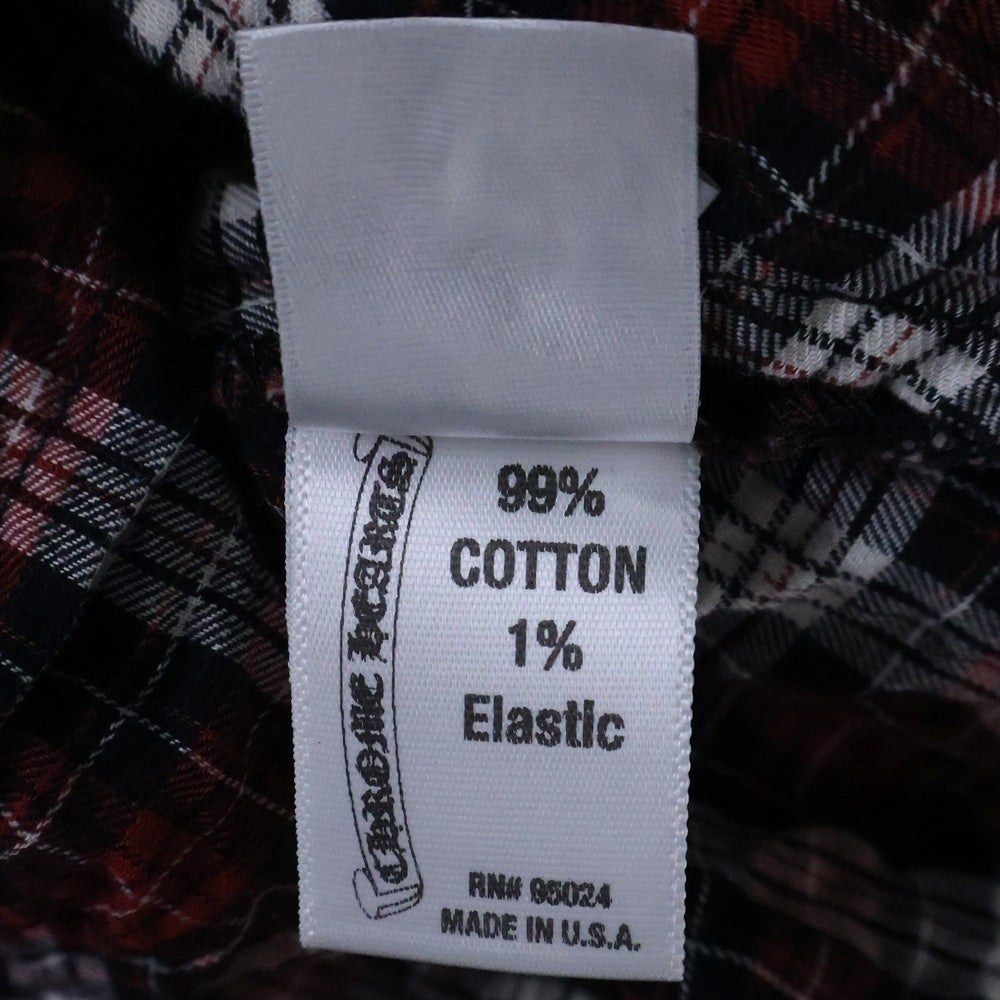 CHROME HEARTS
99%
COTTON
1%
Elastic
RN# 95024
MADE IN U.S.A.